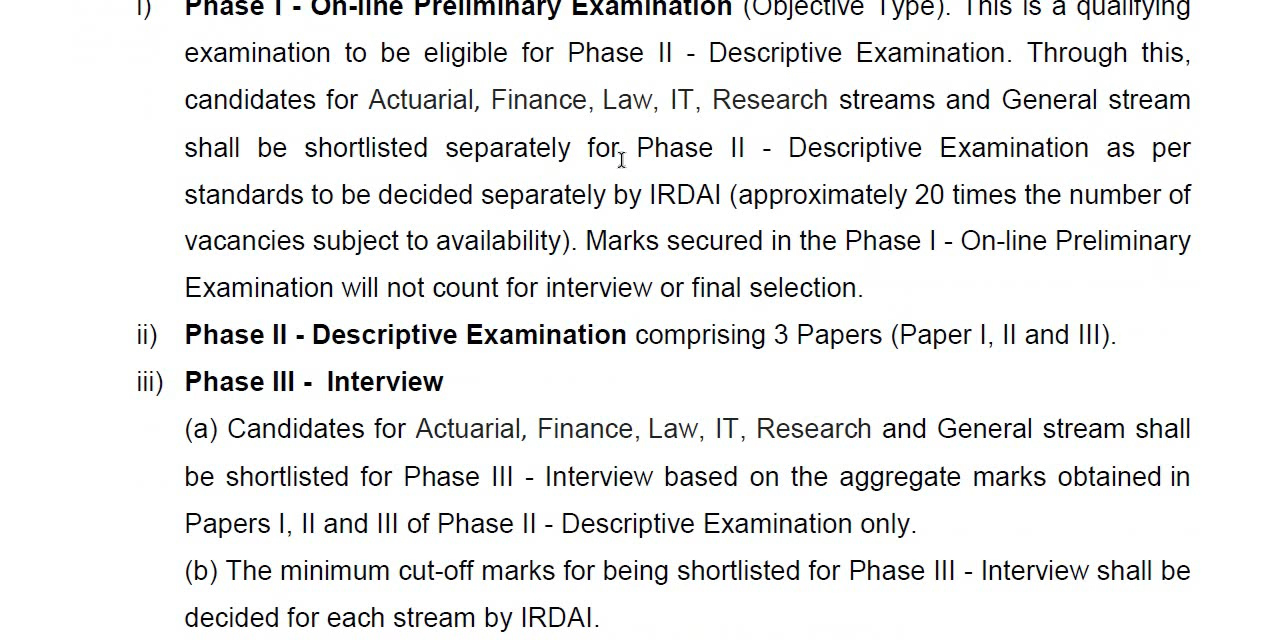 i) Phase I - On-line Preliminary Examination (Objective Type). This is a qualifying
examination to be eligible for Phase II - Descriptive Examination. Through this,
candidates for Actuarial, Finance, Law, IT, Research streams and General stream
shall be shortlisted separately for Phase II - Descriptive Examination as per
standards to be decided separately by IRDAI (approximately 20 times the number of
vacancies subject to availability). Marks secured in the Phase I - On-line Preliminary
Examination will not count for interview or final selection.
ii) Phase II - Descriptive Examination comprising 3 Papers (Paper I, II and III).
iii) Phase III - Interview
(a) Candidates for Actuarial, Finance, Law, IT, Research and General stream shall
be shortlisted for Phase III - Interview based on the aggregate marks obtained in
Papers I, II and III of Phase II - Descriptive Examination only.
(b) The minimum cut-off marks for being shortlisted for Phase III - Interview shall be
decided for each stream by IRDAI.